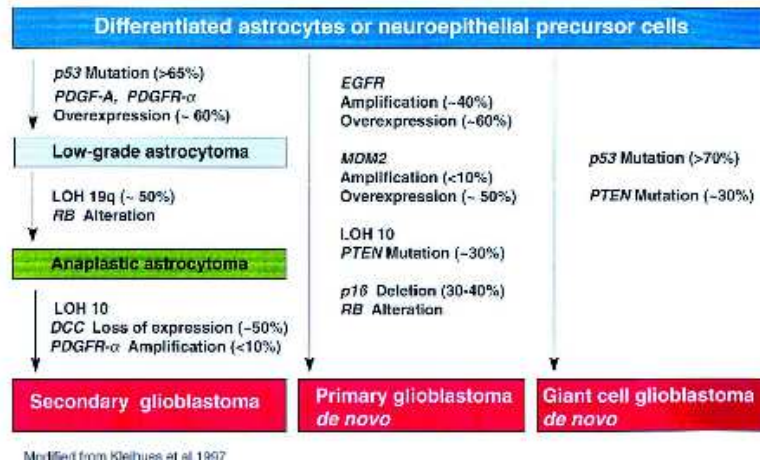 Differentiated astrocytes or neuroepithelial precursor cells
p53 Mutation (>65%)
PDGF-A, PDGFR-α
Overexpression (~ 60%)
Low-grade astrocytoma
LOH 19q (~ 50%)
RB Alteration
Anaplastic astrocytoma
LOH 10
DCC Loss of expression (~50%)
PDGFR-α Amplification (<10%)
Secondary glioblastoma
EGFR
Amplification (~40%)
Overexpression (~60%)
MDM2
Amplification (<10%)
Overexpression (~ 50%)
LOH 10
PTEN Mutation (~30%)
p16 Deletion (30-40%)
RB Alteration
Primary glioblastoma
de novo
p53 Mutation (>70%)
PTEN Mutation (~30%)
Giant cell glioblastoma
de novo
Modified from Kleihues et al 1997